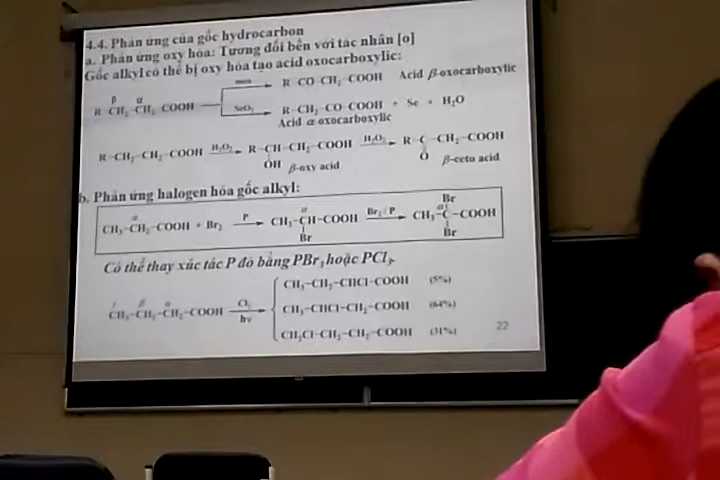 4.4. Phản ứng của gốc hydrocarbon
a. Phản ứng oxy hóa: Tương đối bền với tác nhân [o]
Gốc alkyl có thể bị oxy hóa tạo acid oxocarboxylic:
R-CO-CH₂-COOH Acid β-oxocarboxylic
β α
R-CH₂-CH₂-COOH
SeO₂ R-CH₂-CO-COOH + Se + H₂O
Acid α-oxocarboxylic
R-CH₂-CH₂-COOH H₂O₂ R-CH-CH₂-COOH H₂O₂ R-C-CH₂-COOH
OH β-oxy acid O β-ceto acid
b. Phản ứng halogen hóa gốc alkyl:
Br
α α α
CH₃-CH₂-COOH + Br₂ P CH₃-CH-COOH Br₂ / P CH₃-C-COOH
Br Br
Có thể thay xúc tác P đỏ bằng PBr₃ hoặc PCl₃.
CH₃-CH₂-CHCl-COOH (5%)
γ β α
CH₃-CH₂-CH₂-COOH Cl₂ hν CH₃-CHCl-CH₂-COOH (64%)
CH₂Cl-CH₂-CH₂-COOH (31%)
22